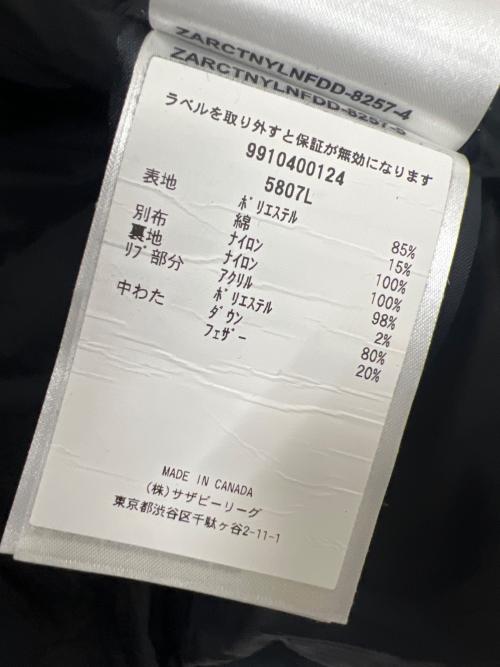 ZARCTNYLNFDD-8257-4
ZARCTNYLNFDD-8257-5
ラベルを取り外すと保証が無効になります
9910400124
5807L
表地 ポリエステル 85%
綿 15%
別布 ナイロン 100%
裏地 ナイロン 100%
リブ部分 アクリル 98%
ポリエステル 2%
中わた ダウン 80%
フェザー 20%
MADE IN CANADA
(株)サザビーリーグ
東京都渋谷区千駄ヶ谷2-11-1